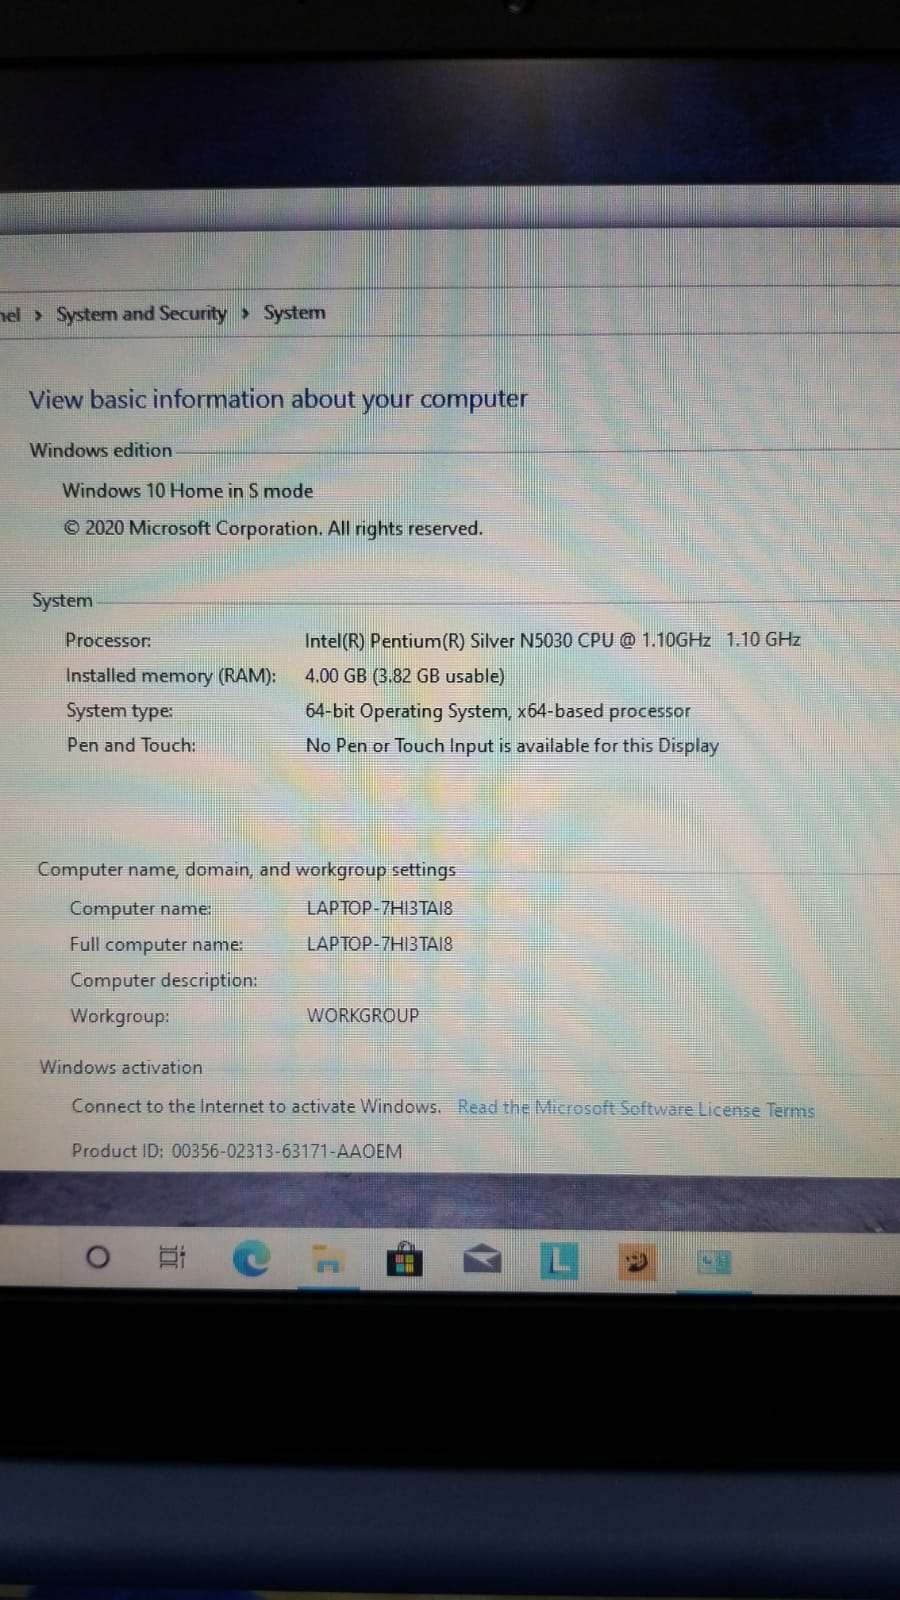 nel > System and Security > System
View basic information about your computer
Windows edition
Windows 10 Home in S mode
© 2020 Microsoft Corporation. All rights reserved.
System
Processor: Intel(R) Pentium(R) Silver N5030 CPU @ 1.10GHz 1.10 GHz
Installed memory (RAM): 4.00 GB (3.82 GB usable)
System type: 64-bit Operating System, x64-based processor
Pen and Touch: No Pen or Touch Input is available for this Display
Computer name, domain, and workgroup settings
Computer name: LAPTOP-7HI3TAI8
Full computer name: LAPTOP-7HI3TAI8
Computer description:
Workgroup: WORKGROUP
Windows activation
Connect to the Internet to activate Windows. Read the Microsoft Software License Terms
Product ID: 00356-02313-63171-AAOEM
L